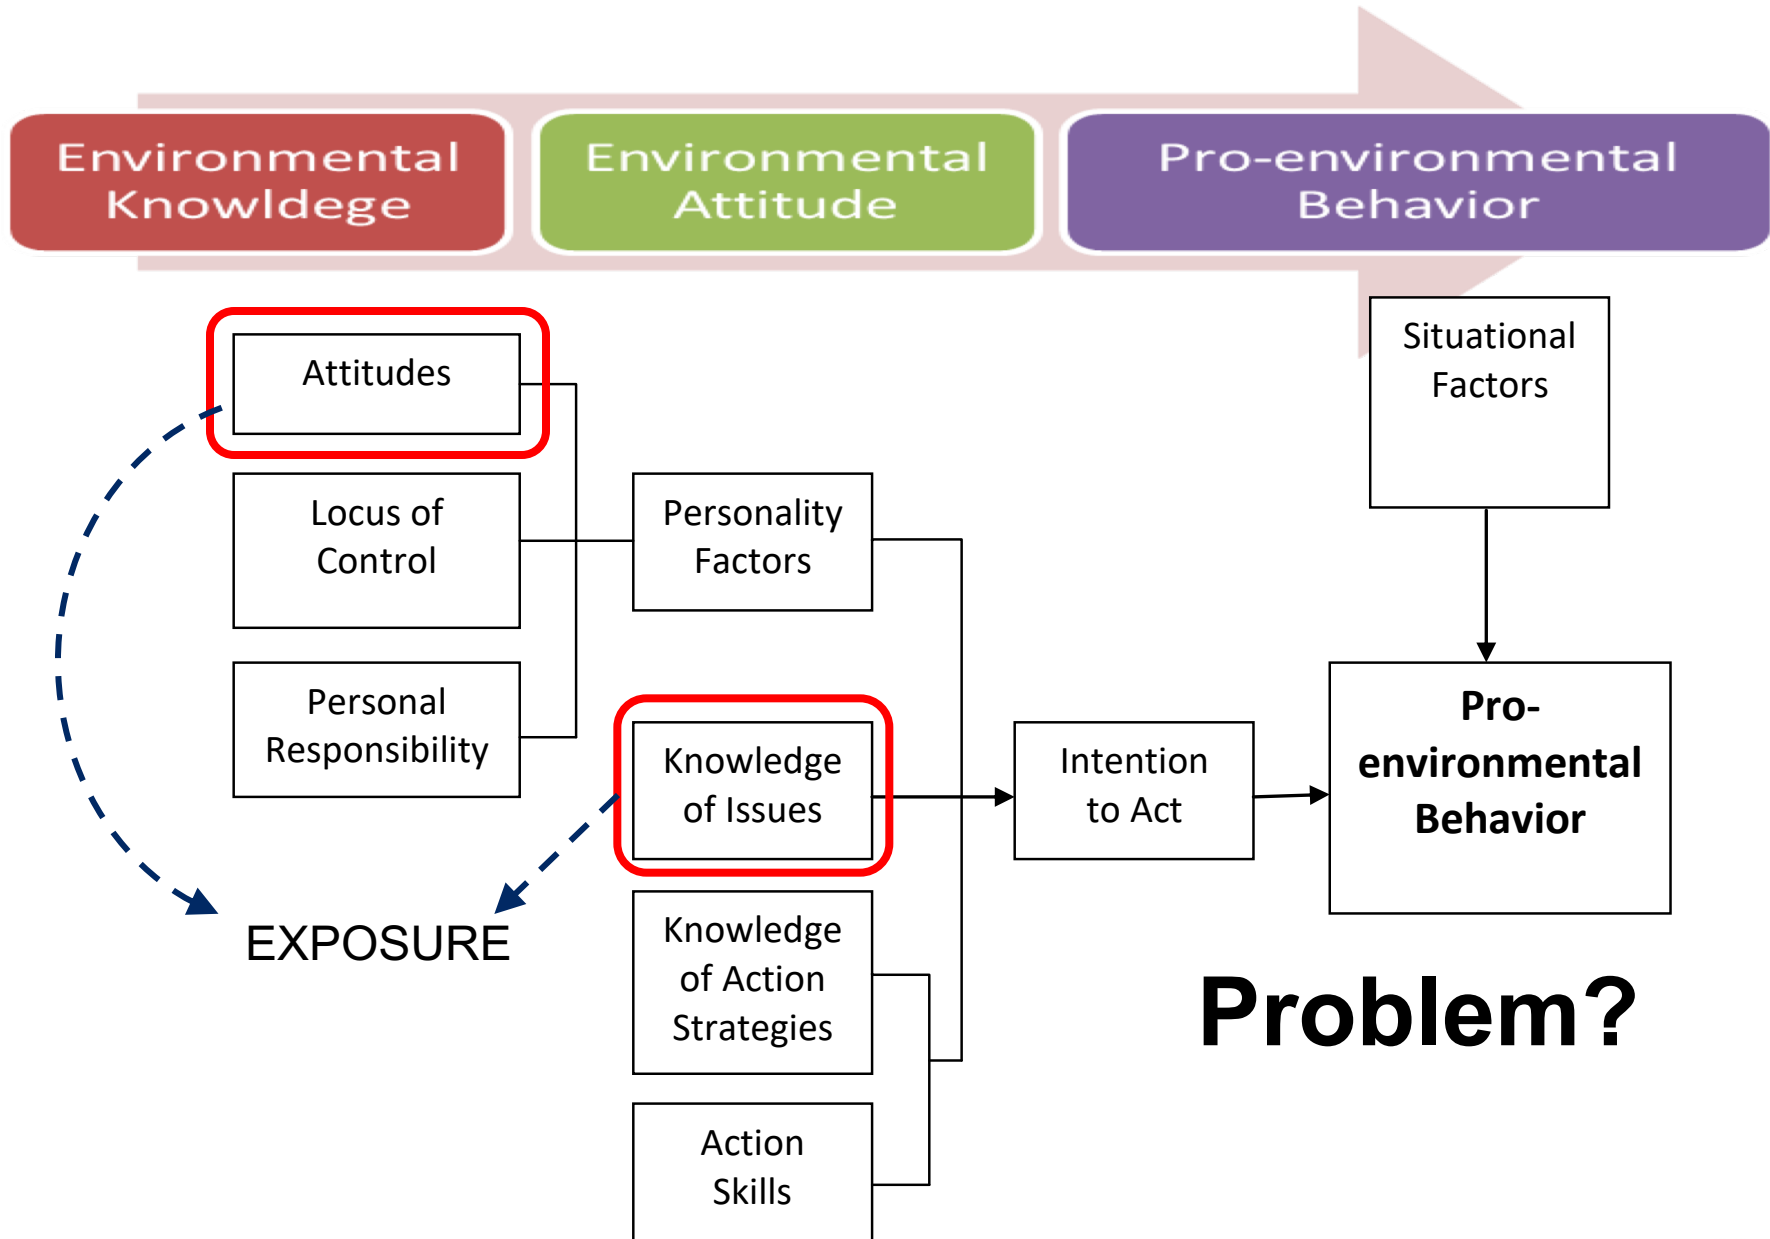 Environmental
Knowldege
Environmental
Attitude
Pro-environmental
Behavior
Attitudes
Situational
Factors
Locus of
Control
Personality
Factors
Personal
Responsibility
Knowledge
of Issues
Intention
to Act
Pro-
environmental
Behavior
EXPOSURE
Knowledge
of Action
Strategies
Problem?
Action
Skills